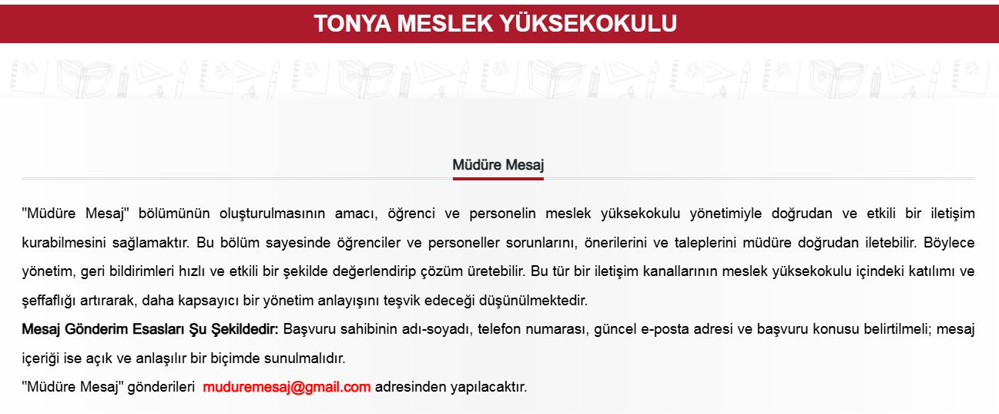 TONYA MESLEK YÜKSEKOKULU
Müdüre Mesaj
"Müdüre Mesaj" bölümünün oluşturulmasının amacı, öğrenci ve personelin meslek yüksekokulu yönetimiyle doğrudan ve etkili bir iletişim
kurabilmesini sağlamaktır. Bu bölüm sayesinde öğrenciler ve personeller sorunlarını, önerilerini ve taleplerini müdüre doğrudan iletebilir. Böylece
yönetim, geri bildirimleri hızlı ve etkili bir şekilde değerlendirip çözüm üretebilir. Bu tür bir iletişim kanallarının meslek yüksekokulu içindeki katılımı ve
şeffaflığı artırarak, daha kapsayıcı bir yönetim anlayışını teşvik edeceği düşünülmektedir.
Mesaj Gönderim Esasları Şu Şekildedir: Başvuru sahibinin adı-soyadı, telefon numarası, güncel e-posta adresi ve başvuru konusu belirtilmeli; mesaj
içeriği ise açık ve anlaşılır bir biçimde sunulmalıdır.
"Müdüre Mesaj" gönderileri muduremesaj@gmail.com adresinden yapılacaktır.